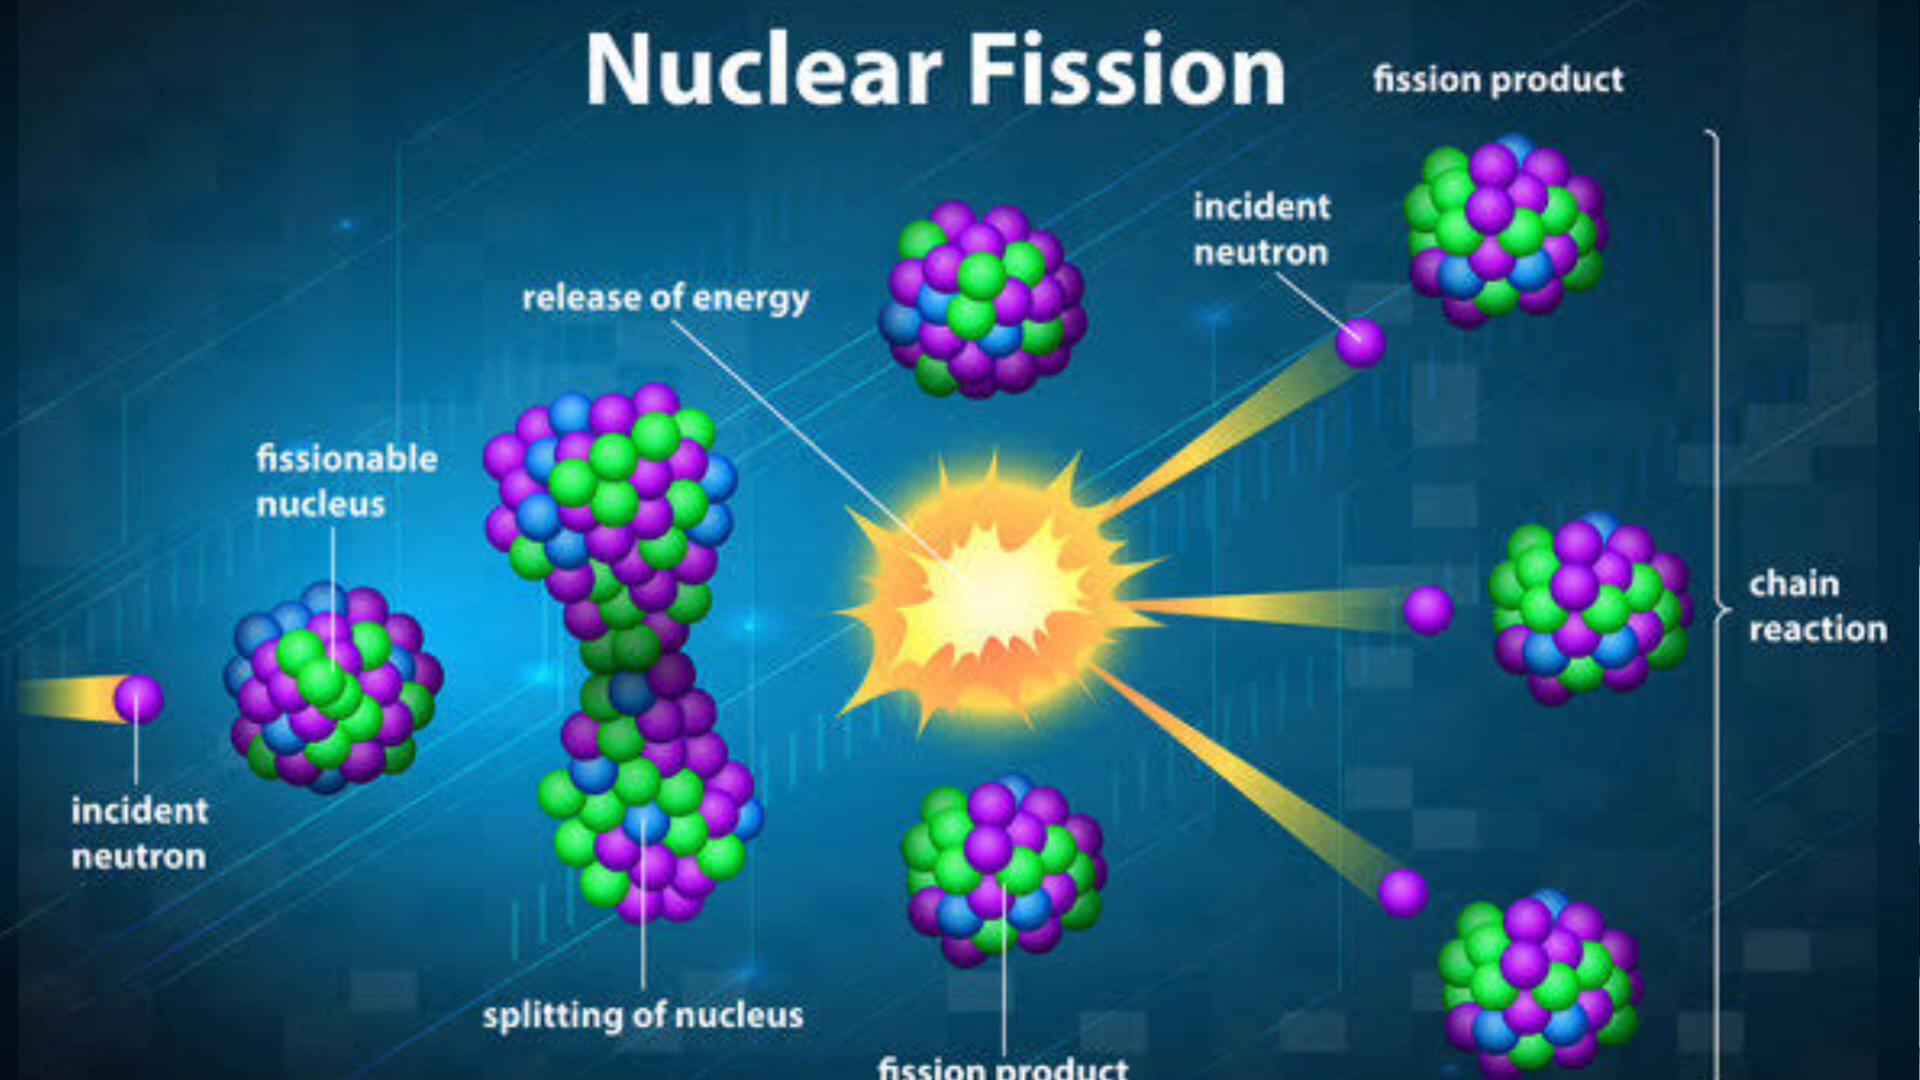 Nuclear Fission
fission product
incident
neutron
release of energy
fissionable
nucleus
chain
reaction
incident
neutron
splitting of nucleus
fission product